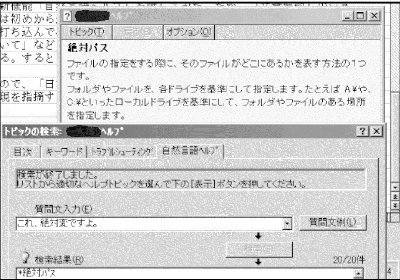 新機能「自
は初めから
打ち込んで
いて」など
る。すると
ので、「日
現を指摘す
ヘルプ
トピック(T)
オプション(O)
絶対パス
ファイルの指定をする際に、そのファイルがどこにあるかを表す方法の1つ
です。
フォルダやファイルを、各ドライブを基準にして指定します。たとえば A:¥や、
C:¥といったローカルドライブを基準にして、フォルダやファイルのある場所
を指定します。
トピックの検索: ヘルプ
目次 キーワード トラブルシューティング 自然言語ヘルプ
検索が終了しました。
リストから適切なヘルプトピックを選んで下の[表示]ボタンを押してください。
質問文入力(E)
これ、絶対変ですよ。
質問文例(L)
検索結果(R) 20/20件
*絶対パス
4